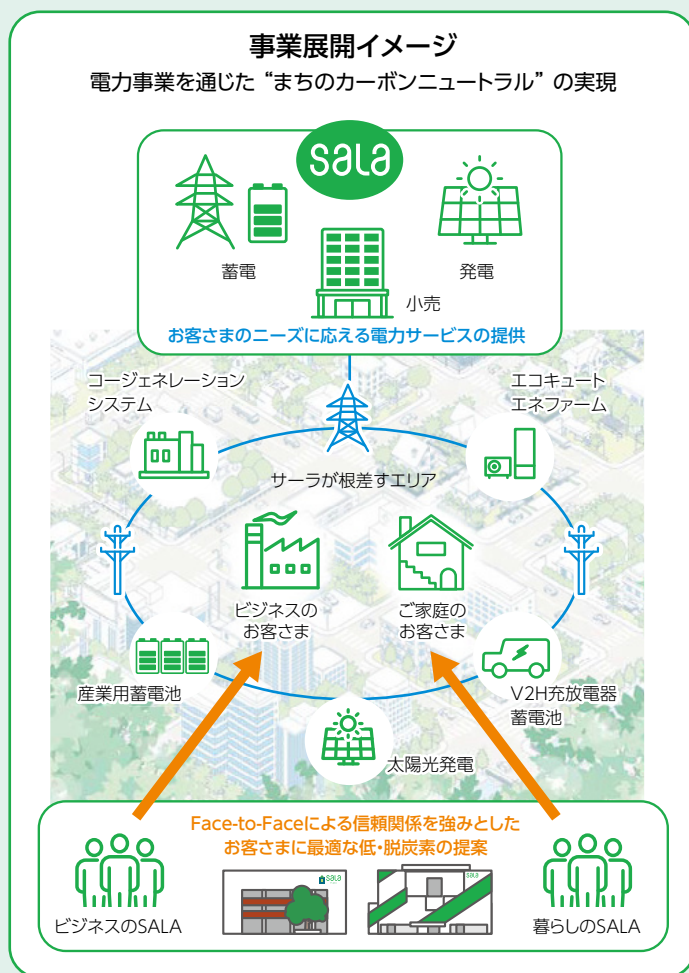 事業展開イメージ
電力事業を通じた “まちのカーボンニュートラル” の実現
sala
蓄電
発電
小売
お客さまのニーズに応える電力サービスの提供
コージェネレーション
システム
エコキュート
エネファーム
サーラが根差すエリア
ビジネスの
お客さま
ご家庭の
お客さま
産業用蓄電池
V2H充放電器
蓄電池
太陽光発電
Face-to-Faceによる信頼関係を強みとした
お客さまに最適な低・脱炭素の提案
sala
sala
ビジネスのSALA
暮らしのSALA